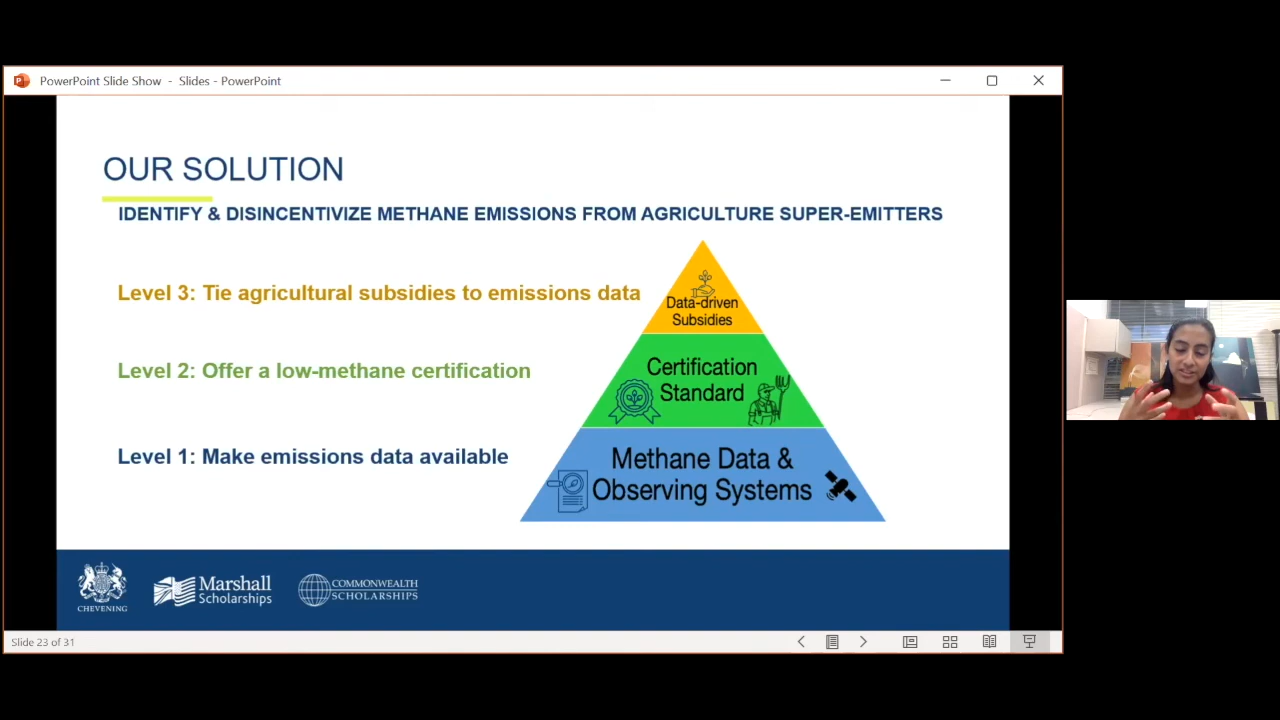 PowerPoint Slide Show - Slides - PowerPoint
OUR SOLUTION
IDENTIFY & DISINCENTIVIZE METHANE EMISSIONS FROM AGRICULTURE SUPER-EMITTERS
Level 3: Tie agricultural subsidies to emissions data
Data-driven
Subsidies
Level 2: Offer a low-methane certification
Certification
Standard
Level 1: Make emissions data available
Methane Data &
Observing Systems
CHEVENING
Marshall
Scholarships
COMMONWEALTH
SCHOLARSHIPS
Slide 23 of 31